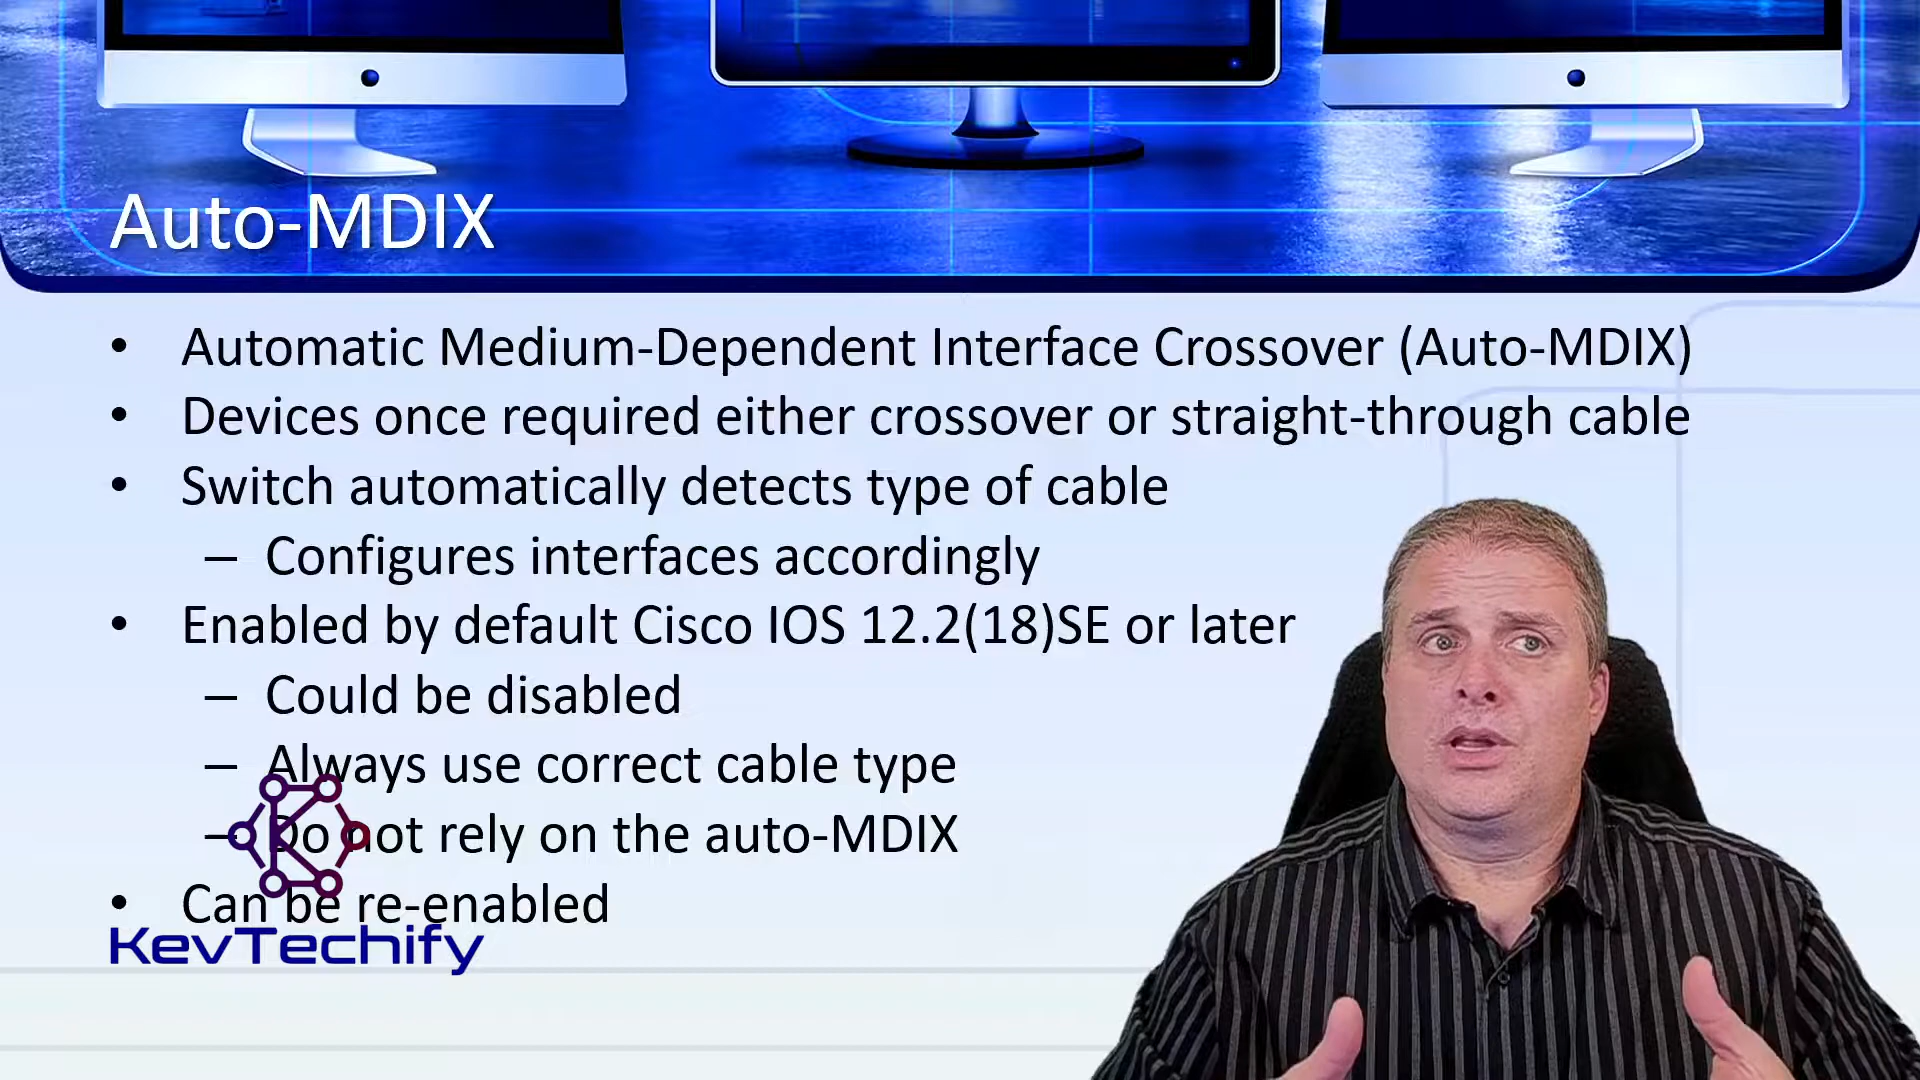 Auto-MDIX
• Automatic Medium-Dependent Interface Crossover (Auto-MDIX)
• Devices once required either crossover or straight-through cable
• Switch automatically detects type of cable
– Configures interfaces accordingly
• Enabled by default Cisco IOS 12.2(18)SE or later
– Could be disabled
– Always use correct cable type
– Do not rely on the auto-MDIX
• Can be re-enabled
KevTechify